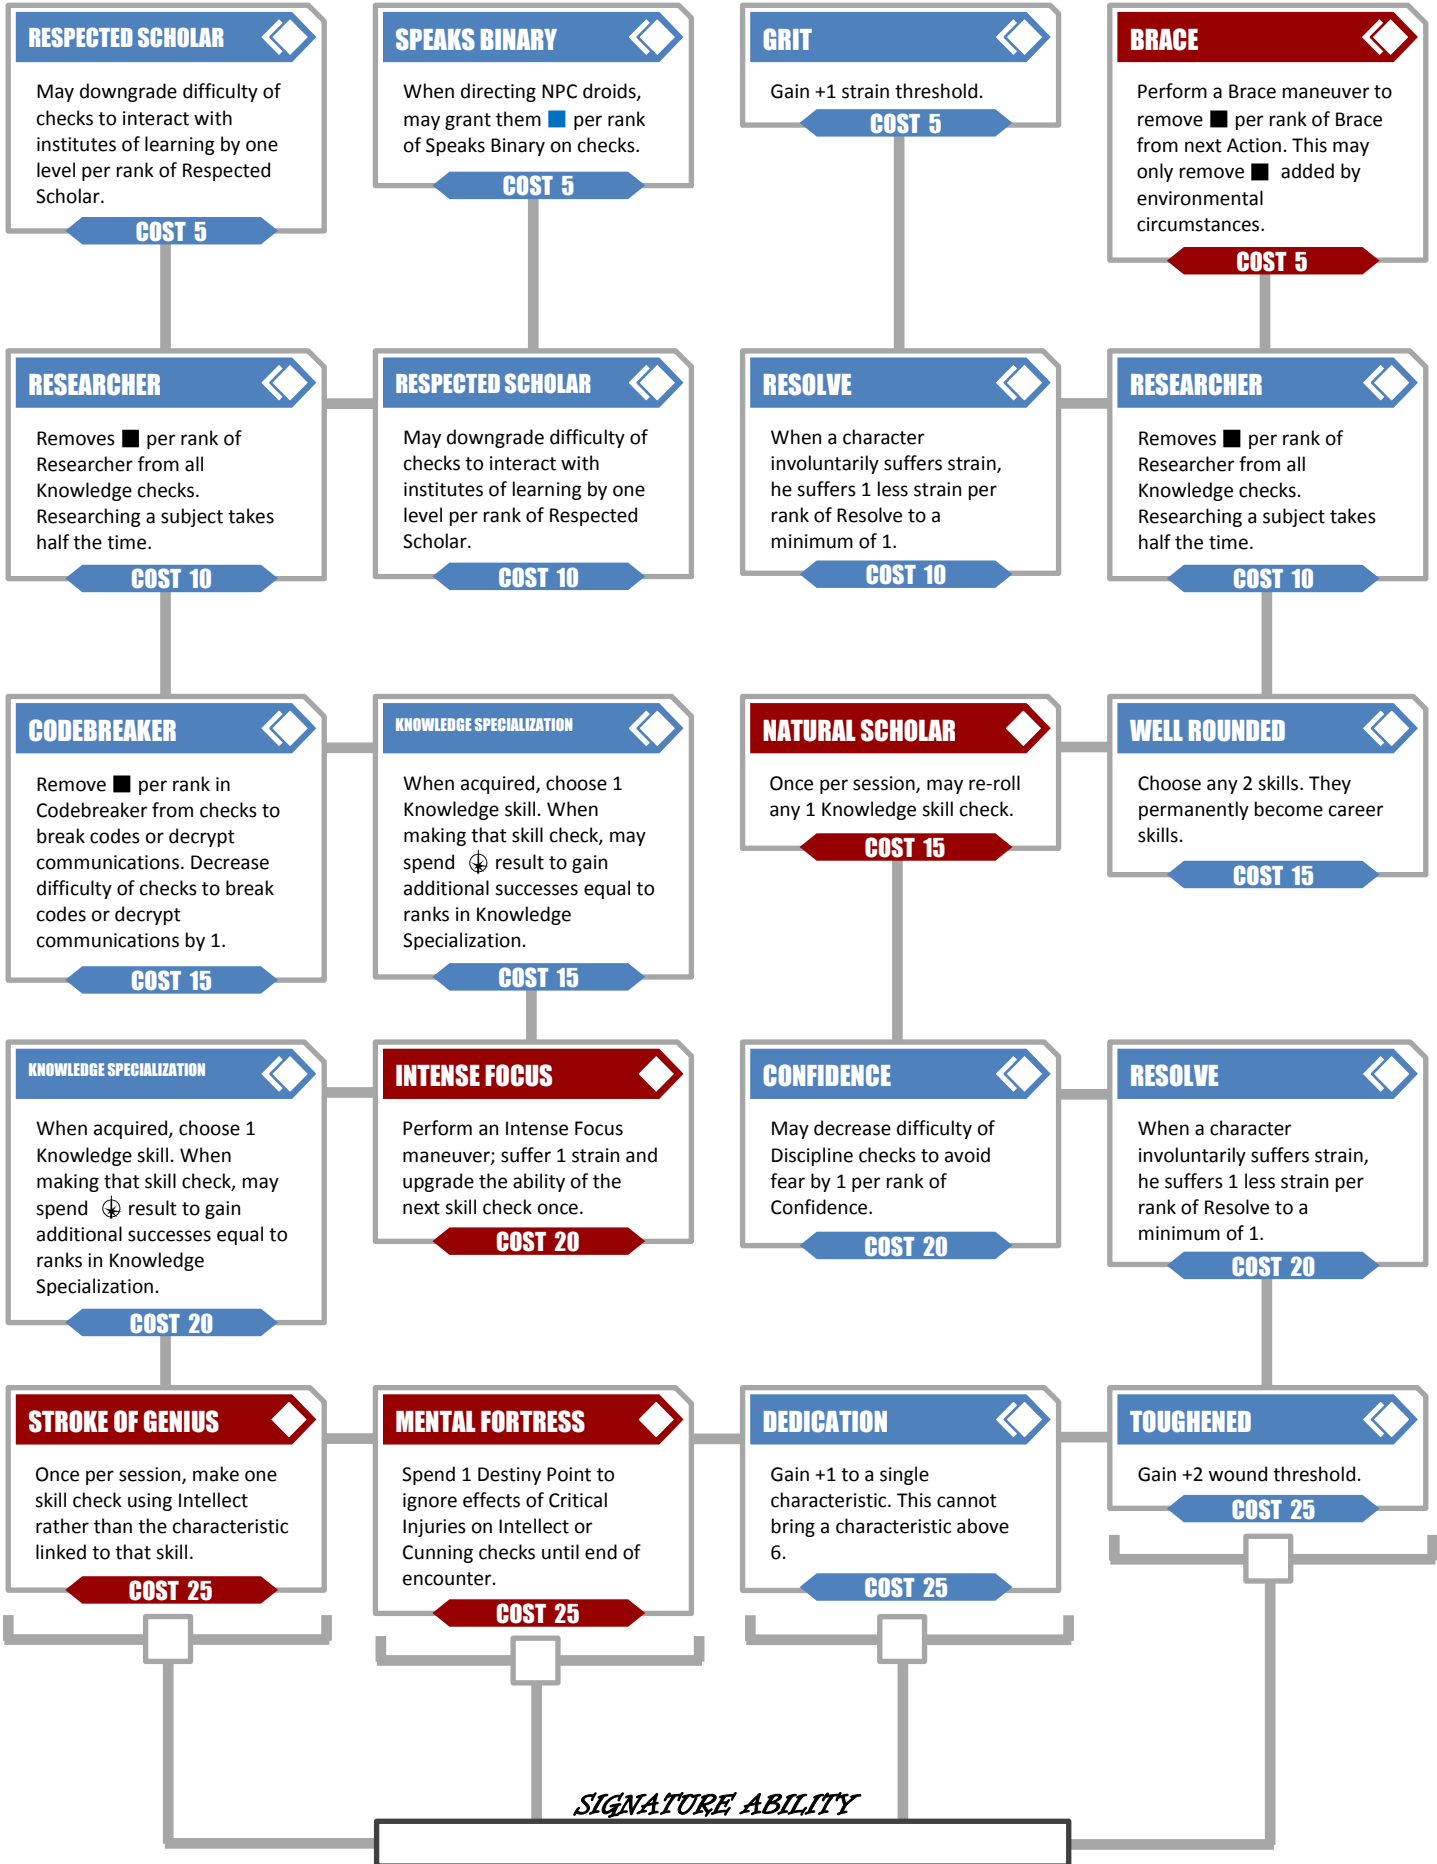 RESPECTED SCHOLAR
May downgrade difficulty of
checks to interact with
institutes of learning by one
level per rank of Respected
Scholar.
COST 5
SPEAKS BINARY
When directing NPC droids,
may grant them per rank
of Speaks Binary on checks.
COST 5
GRIT
Gain +1 strain threshold.
COST 5
BRACE
Perform a Brace maneuver to
remove per rank of Brace
from next Action. This may
only remove added by
environmental
circumstances.
COST 5
RESEARCHER
Removes per rank of
Researcher from all
Knowledge checks.
Researching a subject takes
half the time.
COST 10
RESPECTED SCHOLAR
May downgrade difficulty of
checks to interact with
institutes of learning by one
level per rank of Respected
Scholar.
COST 10
RESOLVE
When a character
involuntarily suffers strain,
he suffers 1 less strain per
rank of Resolve to a
minimum of 1.
COST 10
RESEARCHER
Removes per rank of
Researcher from all
Knowledge checks.
Researching a subject takes
half the time.
COST 10
CODEBREAKER
Remove per rank in
Codebreaker from checks to
break codes or decrypt
communications. Decrease
difficulty of checks to break
codes or decrypt
communications by 1.
COST 15
KNOWLEDGE SPECIALIZATION
When acquired, choose 1
Knowledge skill. When
making that skill check, may
spend result to gain
additional successes equal to
ranks in Knowledge
Specialization.
COST 15
NATURAL SCHOLAR
Once per session, may re-roll
any 1 Knowledge skill check.
COST 15
WELL ROUNDED
Choose any 2 skills. They
permanently become career
skills.
COST 15
KNOWLEDGE SPECIALIZATION
When acquired, choose 1
Knowledge skill. When
making that skill check, may
spend result to gain
additional successes equal to
ranks in Knowledge
Specialization.
COST 20
INTENSE FOCUS
Perform an Intense Focus
maneuver; suffer 1 strain and
upgrade the ability of the
next skill check once.
COST 20
CONFIDENCE
May decrease difficulty of
Discipline checks to avoid
fear by 1 per rank of
Confidence.
COST 20
RESOLVE
When a character
involuntarily suffers strain,
he suffers 1 less strain per
rank of Resolve to a
minimum of 1.
COST 20
STROKE OF GENIUS
Once per session, make one
skill check using Intellect
rather than the characteristic
linked to that skill.
COST 25
MENTAL FORTRESS
Spend 1 Destiny Point to
ignore effects of Critical
Injuries on Intellect or
Cunning checks until end of
encounter.
COST 25
DEDICATION
Gain +1 to a single
characteristic. This cannot
bring a characteristic above
6.
COST 25
TOUGHENED
Gain +2 wound threshold.
COST 25
SIGNATURE ABILITY